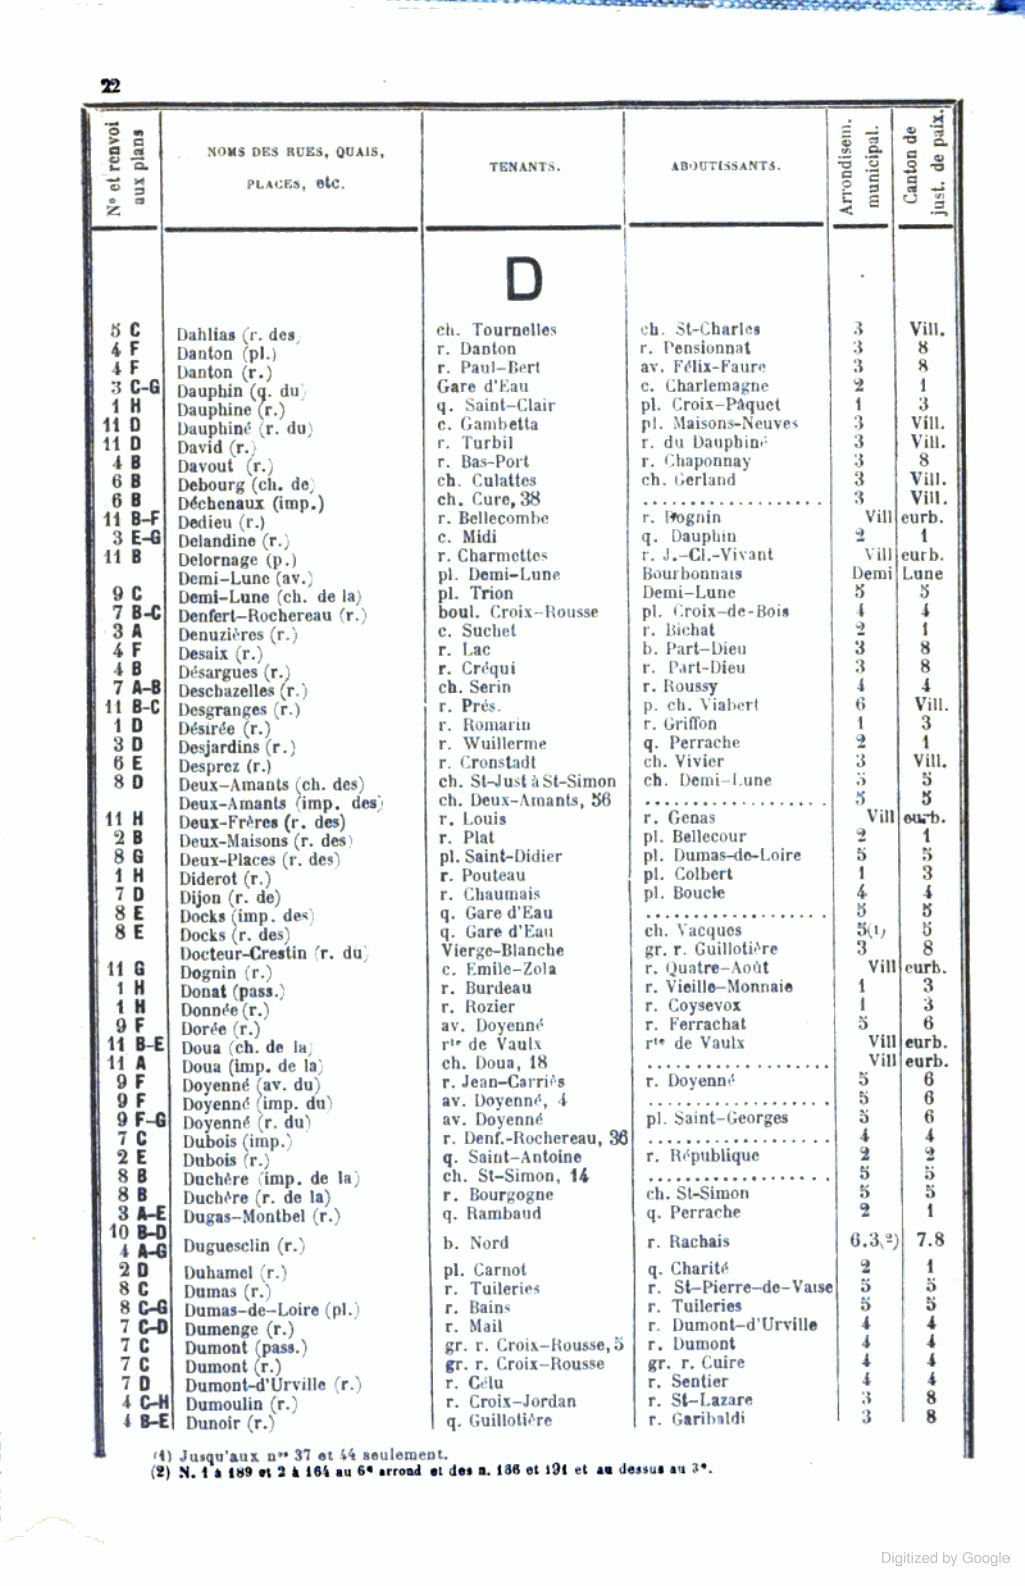 22
N° et renvoi aux plans | NOMS DES RUES, QUAIS, PLACES, etc. | TENANTS. | ABOUTISSANTS. | Arrondisem. municipal. | Canton de just. de paix.
D
5 C Dahlias (r. des) ch. Tournelles ch. St-Charles 3 Vill.
4 F Danton (pl.) r. Danton r. Pensionnat 3 8
4 F Danton (r.) r. Paul-Bert av. Félix-Faure 3 8
3 C-G Dauphin (q. du) Gare d'Eau c. Charlemagne 2 1
1 H Dauphine (r.) q. Saint-Clair pl. Croix-Pâquet 1 3
11 D Dauphiné (r. du) c. Gambetta pl. Maisons-Neuves 3 Vill.
11 D David (r.) r. Turbil r. du Dauphiné 3 Vill.
4 B Davout (r.) r. Bas-Port r. Chaponnay 3 8
6 B Debourg (ch. de) ch. Culattes ch. Gerland 3 Vill.
6 B Déchenaux (imp.) ch. Cure, 38 .................. 3 Vill.
11 B-F Dedieu (r.) r. Bellecombe r. Dognin Vill eurb.
3 E-G Delandine (r.) c. Midi q. Dauphin 2 1
11 B Delornage (p.) r. Charmettes r. J.-Cl.-Vivant Vill eurb.
Demi-Lune (av.) pl. Demi-Lune Bourbonnais Demi Lune
9 C Demi-Lune (ch. de la) pl. Trion Demi-Lune 5 5
7 B-C Denfert-Rochereau (r.) boul. Croix-Rousse pl. Croix-de-Bois 4 4
3 A Denuzières (r.) c. Suchet r. Bichat 2 1
4 F Desaix (r.) r. Lac b. Part-Dieu 3 8
4 B Désargues (r.) r. Créqui r. Part-Dieu 3 8
7 A-B Deschazelles (r.) ch. Serin r. Roussy 4 4
11 B-C Desgranges (r.) r. Prés. p. ch. Viabert 6 Vill.
1 D Désirée (r.) r. Romarin r. Griffon 1 3
3 D Desjardins (r.) r. Wuillerme q. Perrache 2 1
6 E Desprez (r.) r. Cronstadt ch. Vivier 3 Vill.
8 D Deux-Amants (ch. des) ch. St-Just à St-Simon ch. Demi-Lune 5 5
Deux-Amants (imp. des) ch. Deux-Amants, 56 .................. 5 5
11 H Deux-Frères (r. des) r. Louis r. Genas Vill eurb.
2 B Deux-Maisons (r. des) r. Plat pl. Bellecour 2 1
8 G Deux-Places (r. des) pl. Saint-Didier pl. Dumas-de-Loire 5 5
1 H Diderot (r.) r. Pouteau pl. Colbert 1 3
7 D Dijon (r. de) r. Chaumais pl. Boucle 4 4
8 E Docks (imp. des) q. Gare d'Eau .................. 5 5
8 E Docks (r. des) q. Gare d'Eau ch. Vacques 5(1) 5
Docteur-Crestin (r. du) Vierge-Blanche gr. r. Guillotière 3 8
11 G Dognin (r.) c. Emile-Zola r. Quatre-Août Vill eurb.
1 H Donat (pass.) r. Burdeau r. Vieille-Monnaie 1 3
1 H Donnée (r.) r. Rozier r. Coysevox 1 3
9 F Dorée (r.) av. Doyenné r. Ferrachat 5 6
11 B-E Doua (ch. de la) rte de Vaulx rte de Vaulx Vill eurb.
11 A Doua (imp. de la) ch. Doua, 18 .................. Vill eurb.
9 F Doyenné (av. du) r. Jean-Carriès r. Doyenné 5 6
9 F Doyenné (imp. du) av. Doyenné, 4 .................. 5 6
9 F-G Doyenné (r. du) av. Doyenné pl. Saint-Georges 5 6
7 C Dubois (imp.) r. Denf.-Rochereau, 36 .................. 4 4
2 E Dubois (r.) q. Saint-Antoine r. République 2 2
8 B Duchère (imp. de la) ch. St-Simon, 14 .................. 5 5
8 B Duchère (r. de la) r. Bourgogne ch. St-Simon 5 5
3 A-E Dugas-Montbel (r.) q. Rambaud q. Perrache 2 1
10 B-D
4 A-G Duguesclin (r.) b. Nord r. Rachais 6.3(2) 7.8
2 D Duhamel (r.) pl. Carnot q. Charité 2 1
8 C Dumas (r.) r. Tuileries r. St-Pierre-de-Vaise 5 5
8 C-G Dumas-de-Loire (pl.) r. Bains r. Tuileries 5 5
7 C-D Dumenge (r.) r. Mail r. Dumont-d'Urville 4 4
7 C Dumont (pass.) gr. r. Croix-Rousse, 5 r. Dumont 4 4
7 C Dumont (r.) gr. r. Croix-Rousse gr. r. Cuire 4 4
7 D Dumont-d'Urville (r.) r. Célu r. Sentier 4 4
4 C-H Dumoulin (r.) r. Croix-Jordan r. St-Lazare 3 8
4 B-E Dunoir (r.) q. Guillotière r. Garibaldi 3 8
(1) Jusqu'aux nos 37 et 44 seulement.
(2) N. 1 à 189 et 2 à 164 au 6e arrond et des n. 166 et 191 et au dessus au 3e.
Digitized by Google